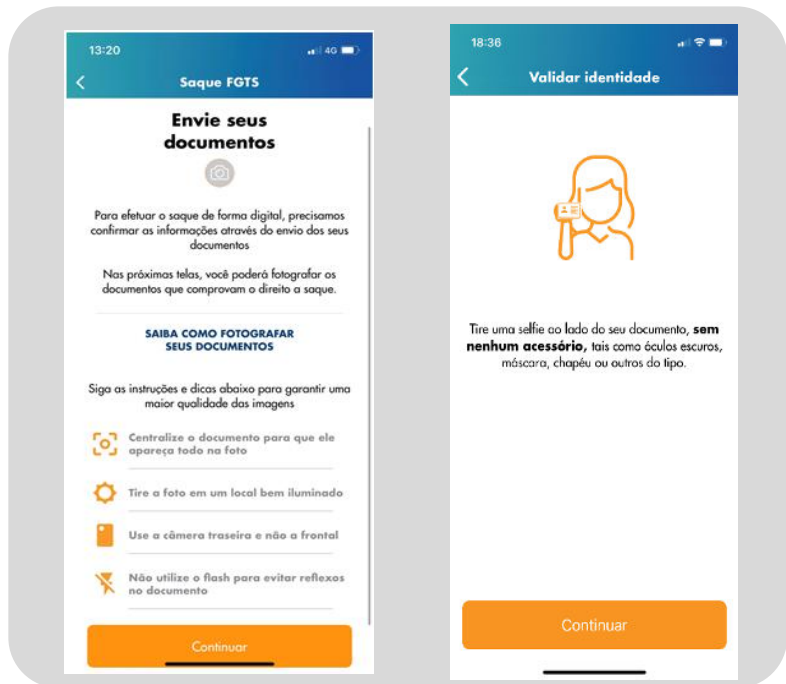 13:20
4G
Saque FGTS
Envie seus
documentos
Para efetuar o saque de forma digital, precisamos
confirmar as informações através do envio dos seus
documentos
Nas próximas telas, você poderá fotografar os
documentos que comprovam o direito a saque.
SAIBA COMO FOTOGRAFAR
SEUS DOCUMENTOS
Siga as instruções e dicas abaixo para garantir uma
maior qualidade das imagens
Centralize o documento para que ele
apareça todo na foto
Tire a foto em um local bem iluminado
Use a câmera traseira e não a frontal
Não utilize o flash para evitar reflexos
no documento
Continuar
18:36
Validar identidade
Tire uma selfie ao lado do seu documento, sem
nenhum acessório, tais como óculos escuros,
máscara, chapéu ou outros do tipo.
Continuar